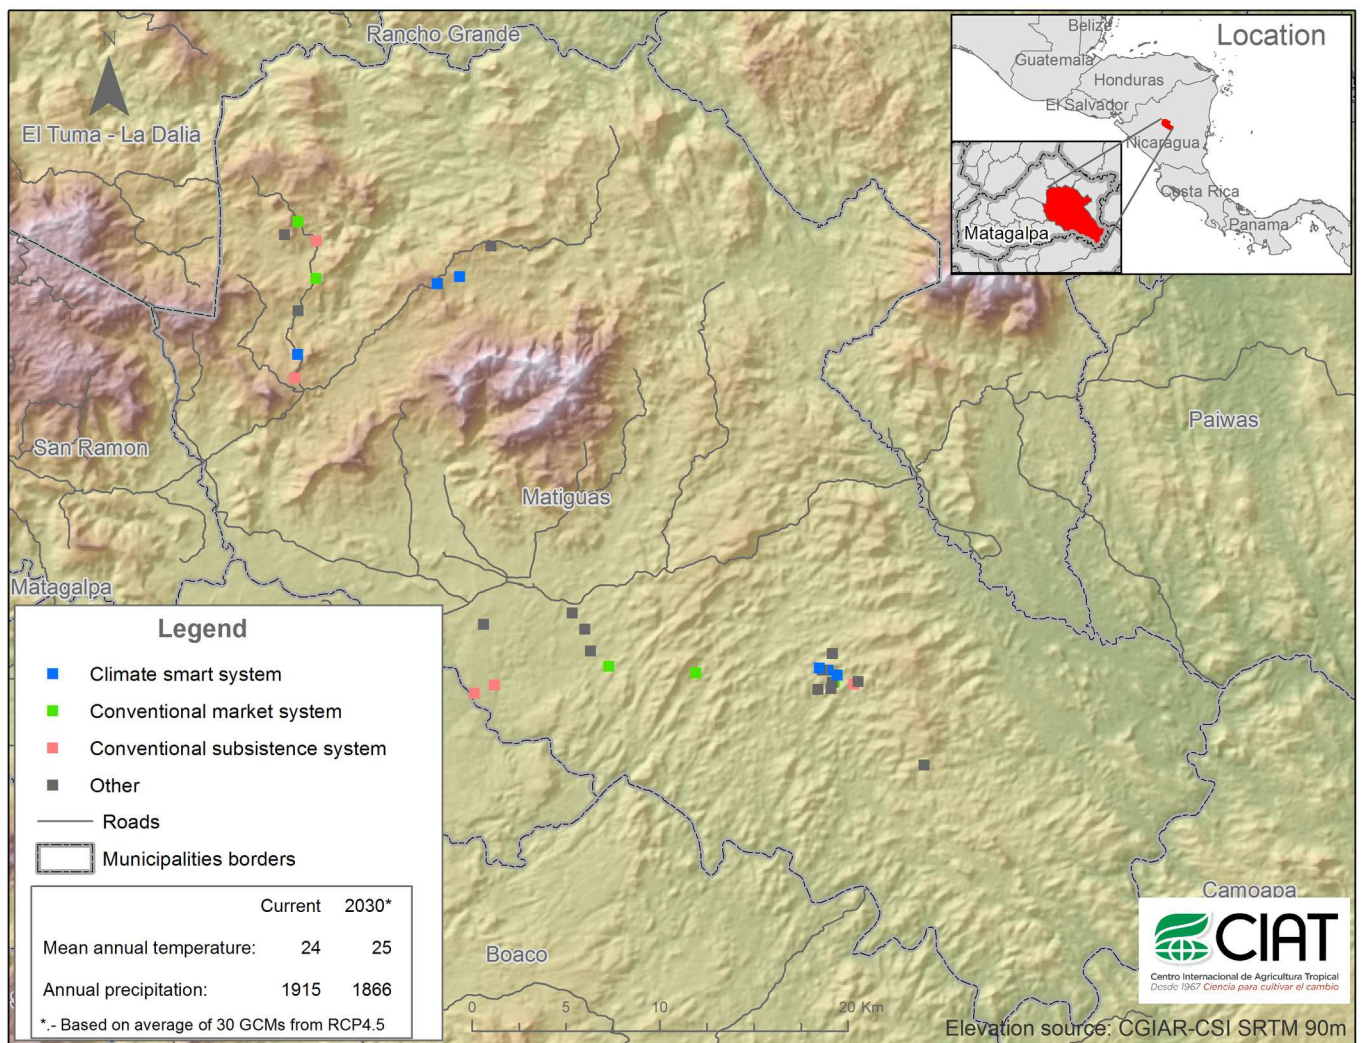 Rancho Grande
N
El Tuma - La Dalia
San Ramon
Matagalpa
Matiguas
Paiwas
Boaco
Camoapa
Location
Belize
Guatemala
Honduras
El Salvador
Nicaragua
Costa Rica
Panama
Matagalpa
Legend
Climate smart system
Conventional market system
Conventional subsistence system
Other
Roads
Municipalities borders
Current 2030*
Mean annual temperature: 24 25
Annual precipitation: 1915 1866
*.- Based on average of 30 GCMs from RCP4.5
0 5 10 20 Km
CIAT
Centro Internacional de Agricultura Tropical
Desde 1967 Ciencia para cultivar el cambio
Elevation source: CGIAR-CSI SRTM 90m